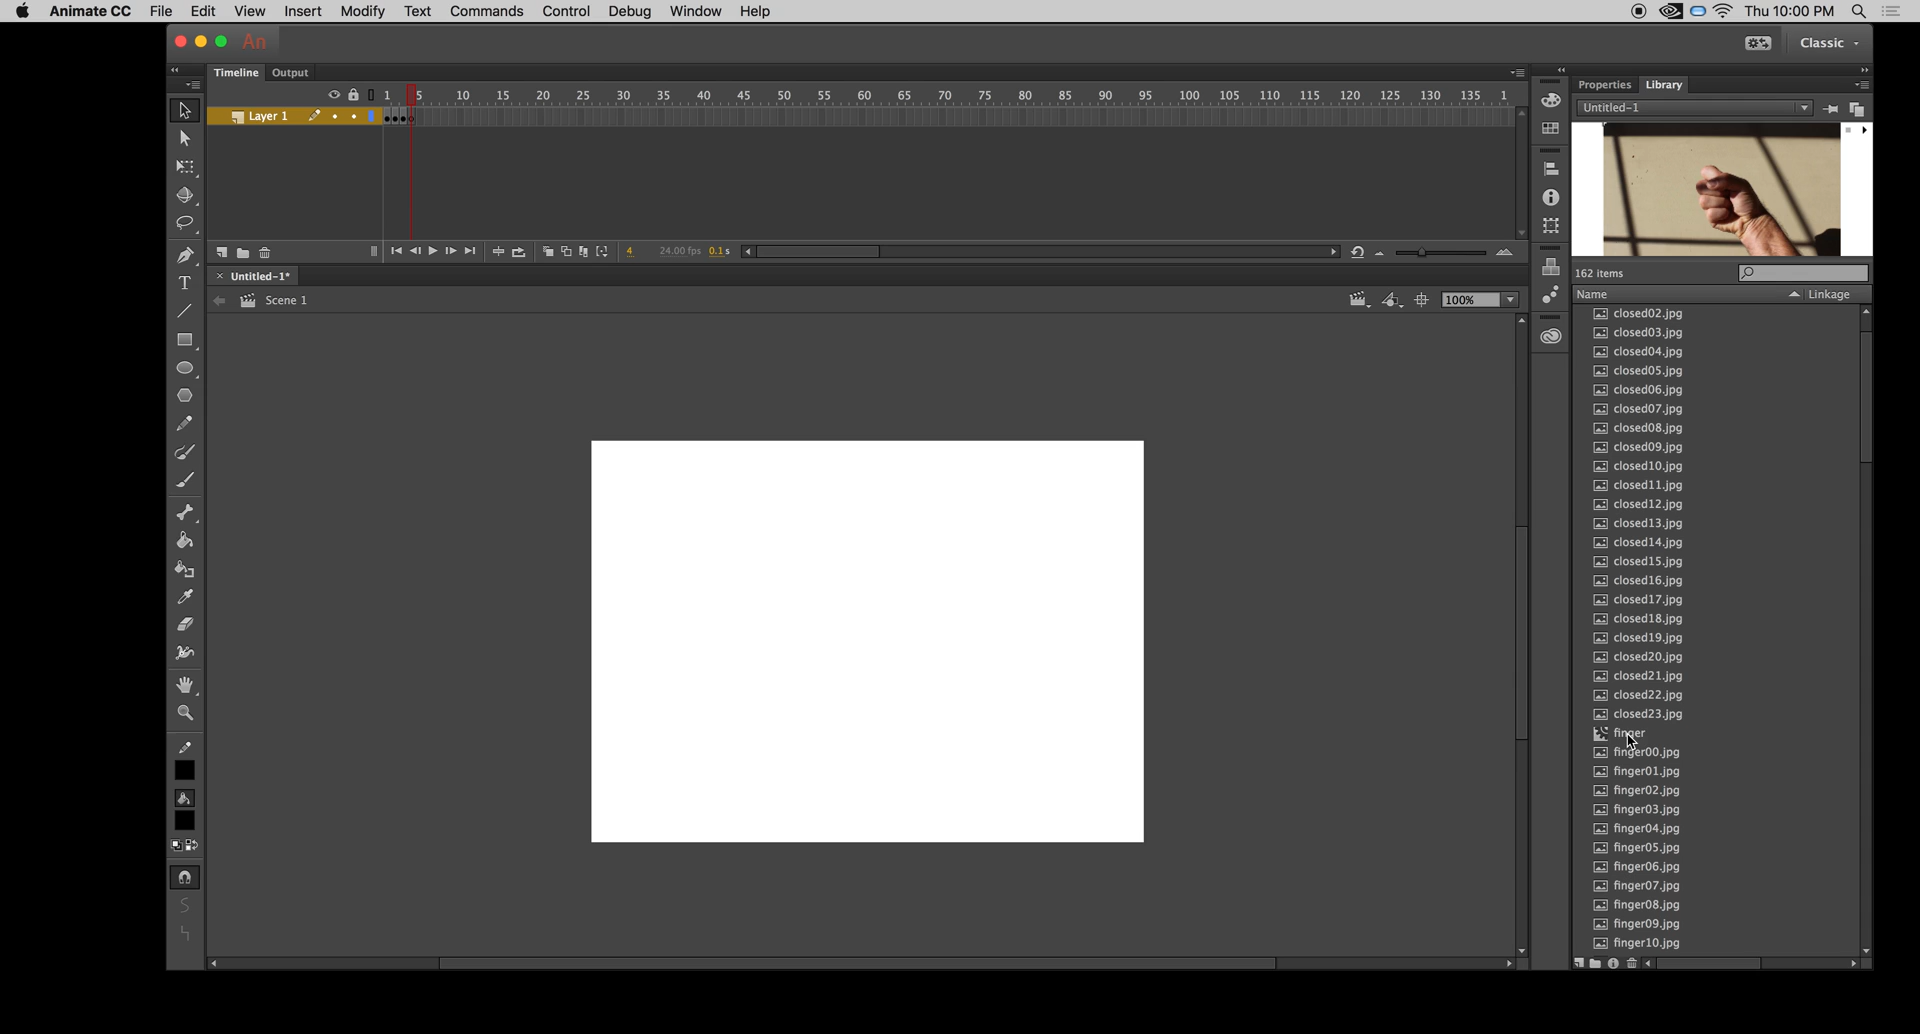 Animate CC File Edit View Insert Modify Text Commands Control Debug Window Help Thu 10:00 PM
An Classic
Timeline Output
1 5 10 15 20 25 30 35 40 45 50 55 60 65 70 75 80 85 90 95 100 105 110 115 120 125 130 135 1
Layer 1
4 24.00 fps 0.1 s
Untitled-1*
Scene 1 100%
T
Properties Library
Untitled-1
162 items
Name Linkage
closed02.jpg
closed03.jpg
closed04.jpg
closed05.jpg
closed06.jpg
closed07.jpg
closed08.jpg
closed09.jpg
closed10.jpg
closed11.jpg
closed12.jpg
closed13.jpg
closed14.jpg
closed15.jpg
closed16.jpg
closed17.jpg
closed18.jpg
closed19.jpg
closed20.jpg
closed21.jpg
closed22.jpg
closed23.jpg
finger
finger00.jpg
finger01.jpg
finger02.jpg
finger03.jpg
finger04.jpg
finger05.jpg
finger06.jpg
finger07.jpg
finger08.jpg
finger09.jpg
finger10.jpg